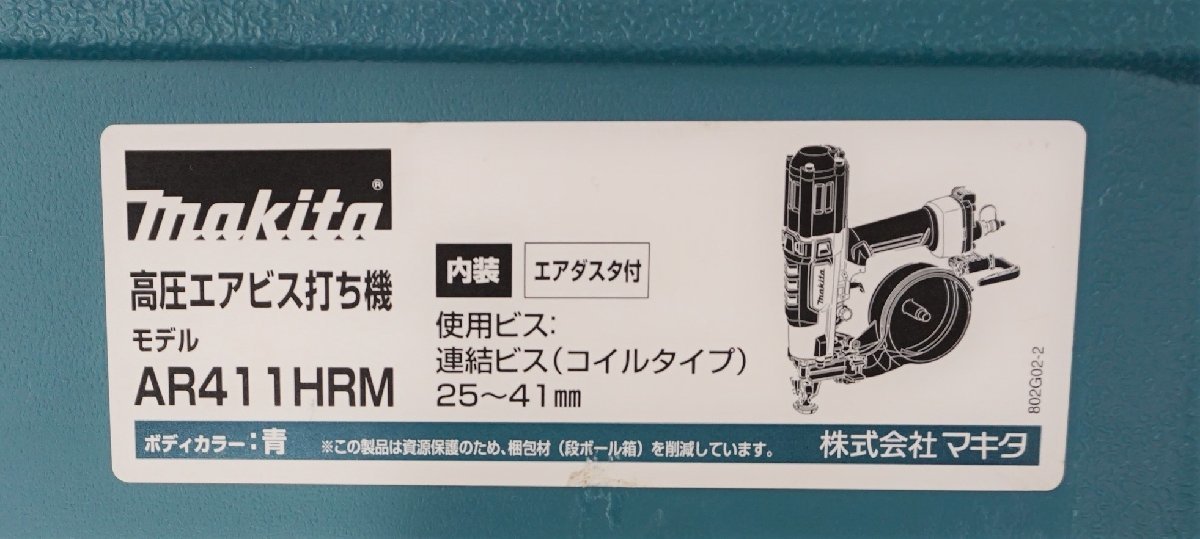 makita®
高圧エアビス打ち機
モデル
AR411HRM
内装 エアダスタ付
使用ビス:
連結ビス(コイルタイプ)
25～41mm
makita
802G02-2
ボディカラー:青 ※この製品は資源保護のため、梱包材(段ボール箱)を削減しています。 株式会社マキタ